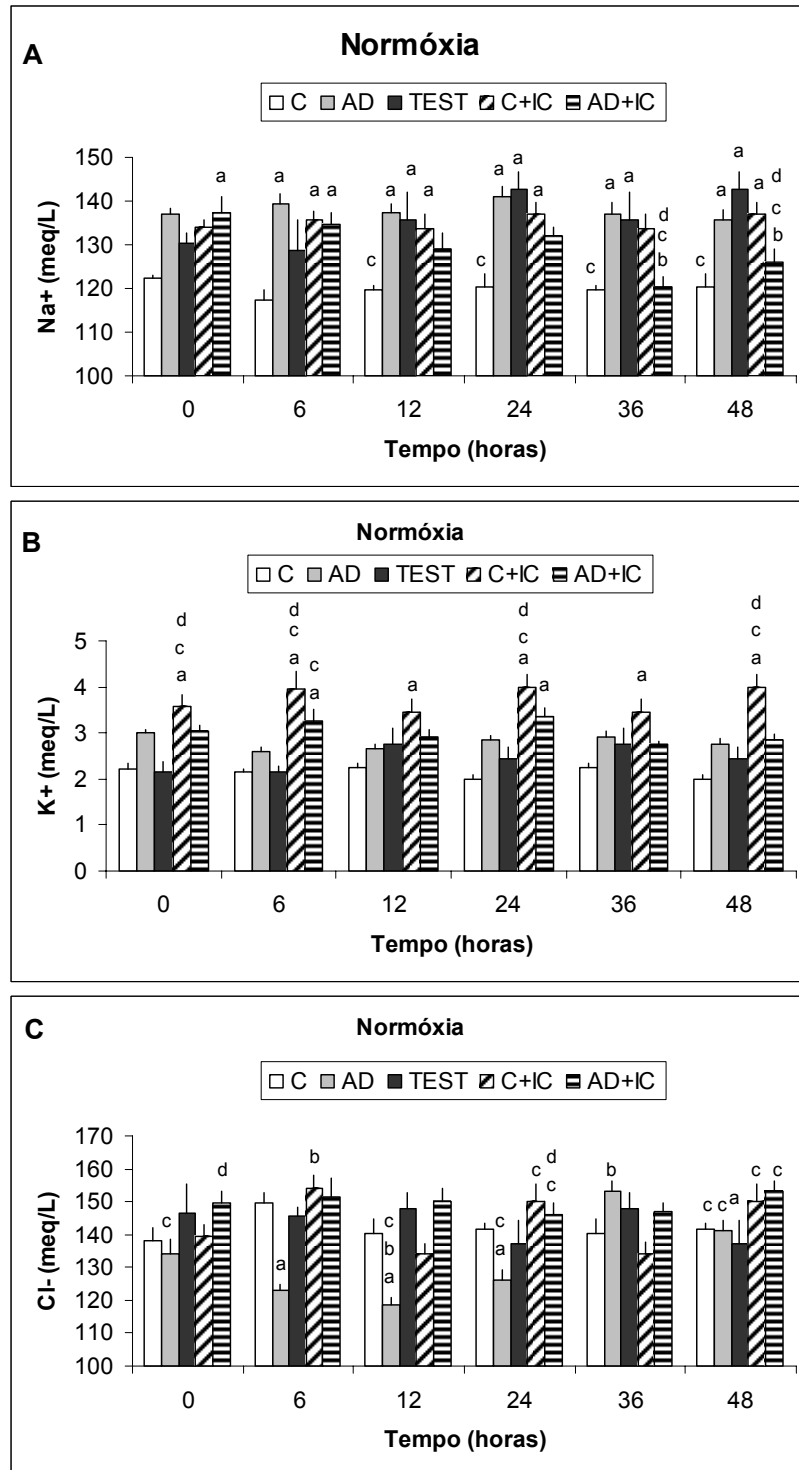 A
Normóxia
C AD TEST C+IC AD+IC
Na+ (meq/L)
150
140
130
120
110
100
a
a a a
c a a a
a a a
c a a d c b
c a a a d c b
0 6 12 24 36 48
Tempo (horas)
B
Normóxia
C AD TEST C+IC AD+IC
K+ (meq/L)
5
4
3
2
1
0
d c a
d c a c a
a
d c a a
a
d c a
0 6 12 24 36 48
Tempo (horas)
C
Normóxia
C AD TEST C+IC AD+IC
Cl- (meq/L)
170
160
150
140
130
120
110
100
c d
a b
c b a
c a c d c
b
c c a c c
0 6 12 24 36 48
Tempo (horas)